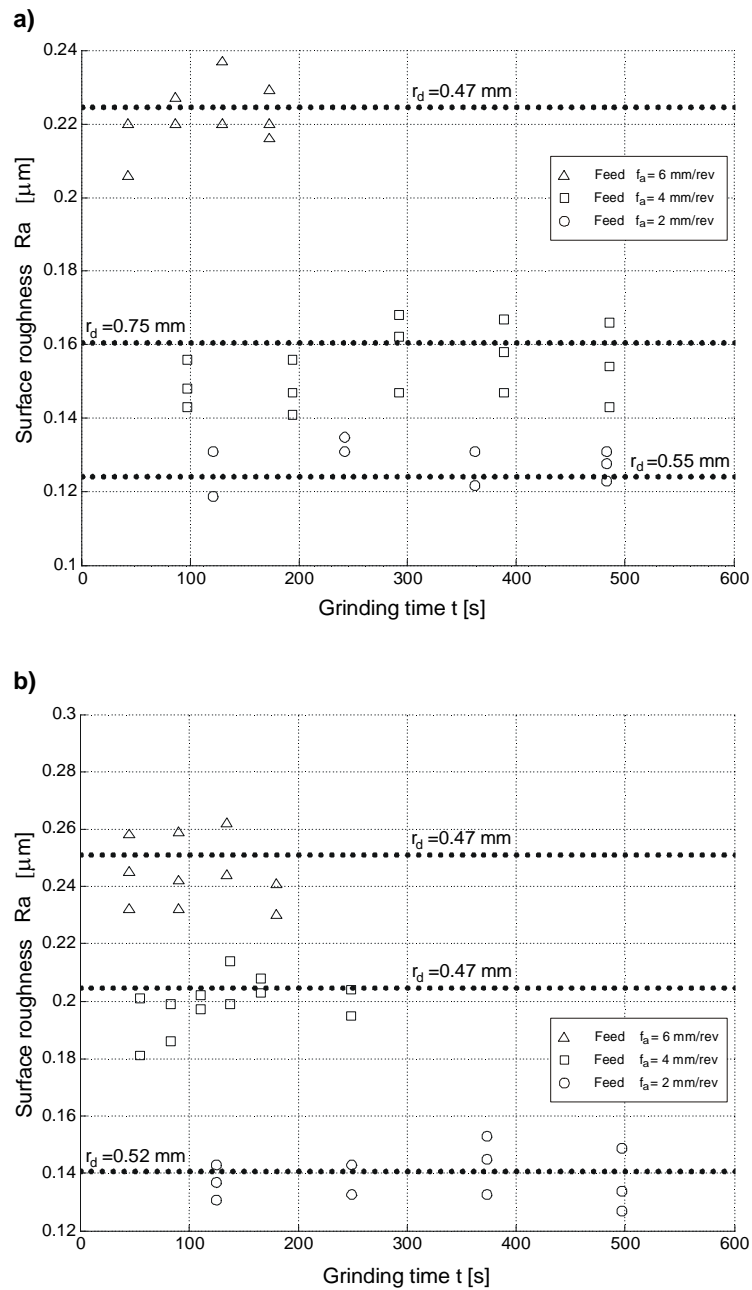 a)
0.24
0.22
0.2
0.18
0.16
0.14
0.12
0.1
Surface roughness Ra [μm]
r_d =0.47 mm
Feed f_a= 6 mm/rev
Feed f_a= 4 mm/rev
Feed f_a= 2 mm/rev
r_d =0.75 mm
r_d =0.55 mm
0 100 200 300 400 500 600
Grinding time t [s]
b)
0.3
0.28
0.26
0.24
0.22
0.2
0.18
0.16
0.14
0.12
Surface roughness Ra [μm]
r_d =0.47 mm
r_d =0.47 mm
Feed f_a= 6 mm/rev
Feed f_a= 4 mm/rev
Feed f_a= 2 mm/rev
r_d =0.52 mm
0 100 200 300 400 500 600
Grinding time t [s]